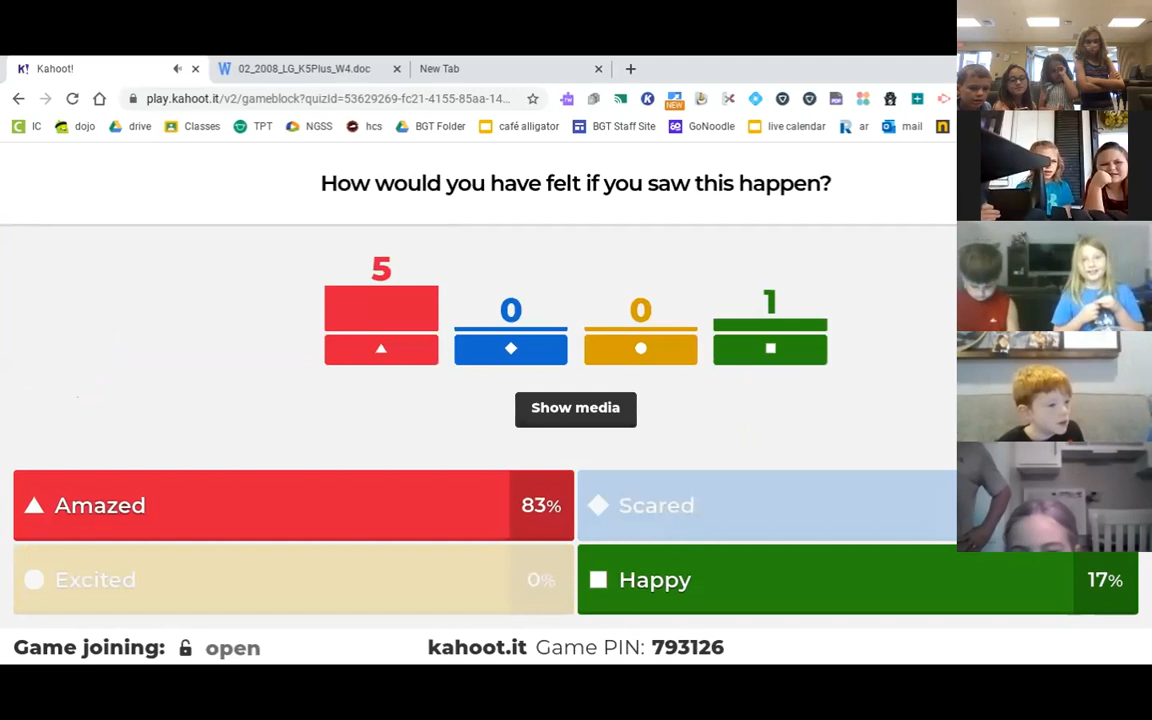 K! Kahoot!
W 02_2008_LG_K5Plus_W4.doc
New Tab
play.kahoot.it/v2/gameblock?quizId=53629269-fc21-4155-85aa-14...
NEW
IC dojo drive Classes TPT NGSS hcs BGT Folder café alligator BGT Staff Site GoNoodle live calendar ar mail
How would you have felt if you saw this happen?
5 0 0 1
Show media
Amazed 83%
Scared
Excited 0%
Happy 17%
Game joining: open kahoot.it Game PIN: 793126